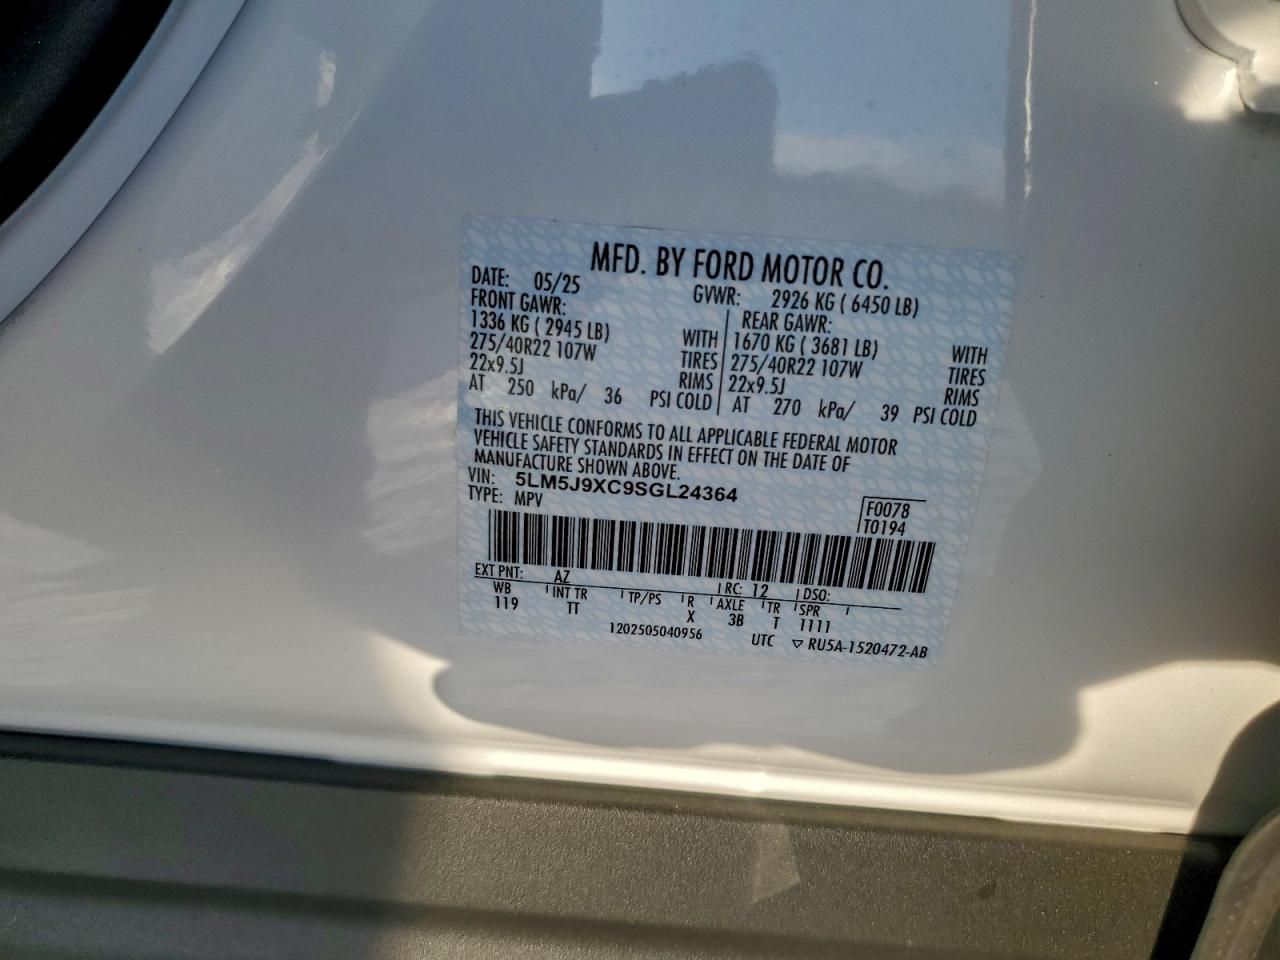 MFD. BY FORD MOTOR CO.
DATE: 05/25 GVWR: 2926 KG ( 6450 LB)
FRONT GAWR: REAR GAWR:
1336 KG ( 2945 LB) WITH 1670 KG ( 3681 LB) WITH
275/40R22 107W TIRES 275/40R22 107W TIRES
22x9.5J RIMS 22x9.5J RIMS
AT 250 kPa/ 36 PSI COLD AT 270 kPa/ 39 PSI COLD
THIS VEHICLE CONFORMS TO ALL APPLICABLE FEDERAL MOTOR
VEHICLE SAFETY STANDARDS IN EFFECT ON THE DATE OF
MANUFACTURE SHOWN ABOVE.
VIN: 5LM5J9XC9SGL24364
TYPE: MPV F0078
T0194
EXT PNT: AZ RC: 12 DSO:
WB INT TR TP/PS R AXLE TR SPR
119 TT X 3B T 1111
1202505040956 UTC ▽ RU5A-1520472-AB